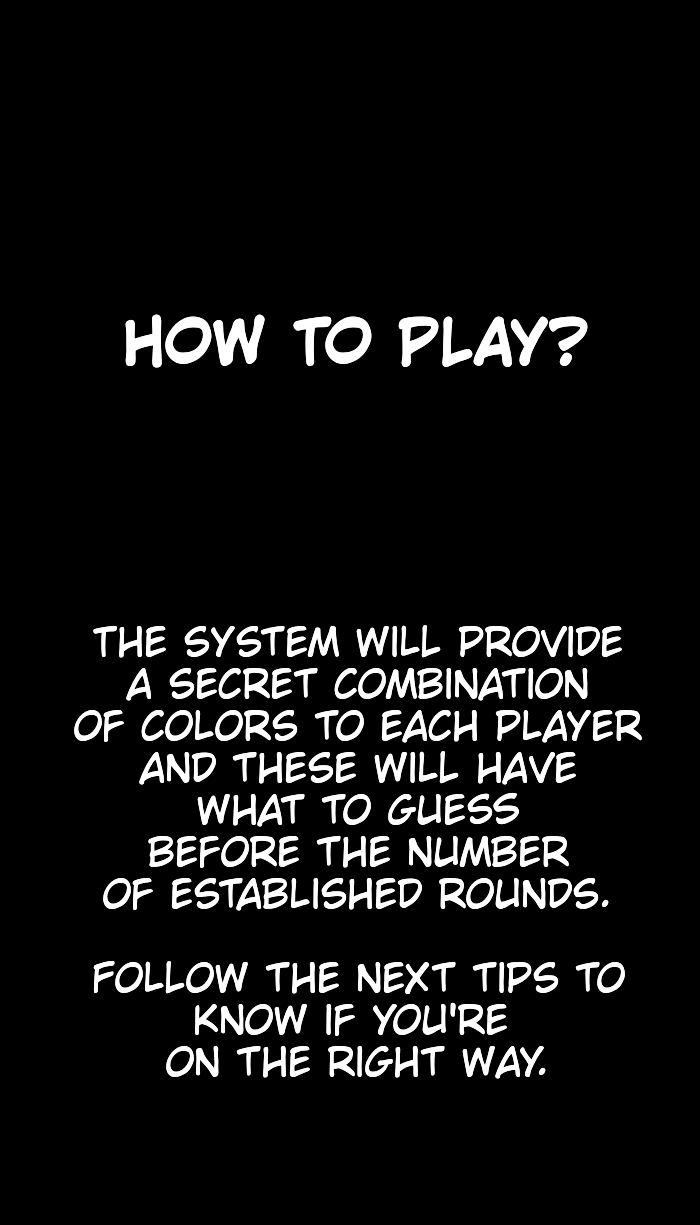 HOW TO PLAY?
THE SYSTEM WILL PROVIDE
A SECRET COMBINATION
OF COLORS TO EACH PLAYER
AND THESE WILL HAVE
WHAT TO GUESS
BEFORE THE NUMBER
OF ESTABLISHED ROUNDS.
FOLLOW THE NEXT TIPS TO
KNOW IF YOU'RE
ON THE RIGHT WAY.